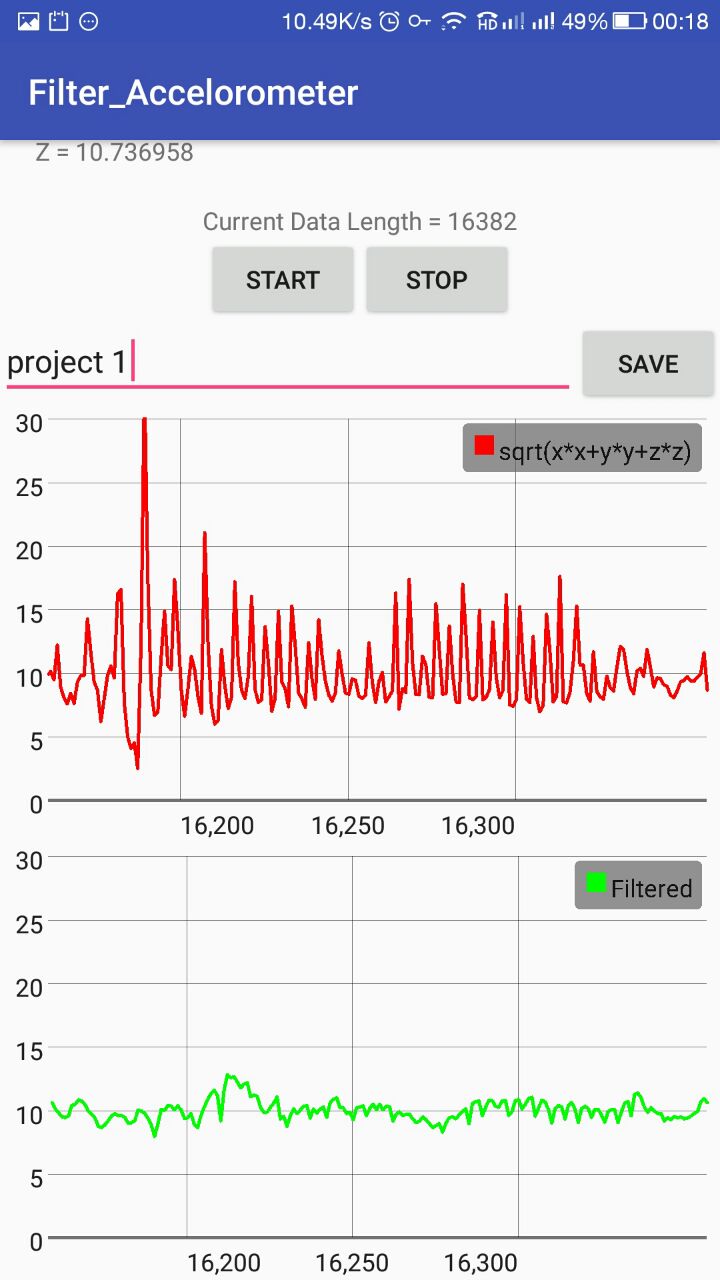 10.49K/s HD 49% 00:18
Filter_Accelorometer
Z = 10.736958
Current Data Length = 16382
START STOP
project 1
SAVE
30
sqrt(x*x+y*y+z*z)
25
20
15
10
5
0
16,200 16,250 16,300
30
Filtered
25
20
15
10
5
0
16,200 16,250 16,300